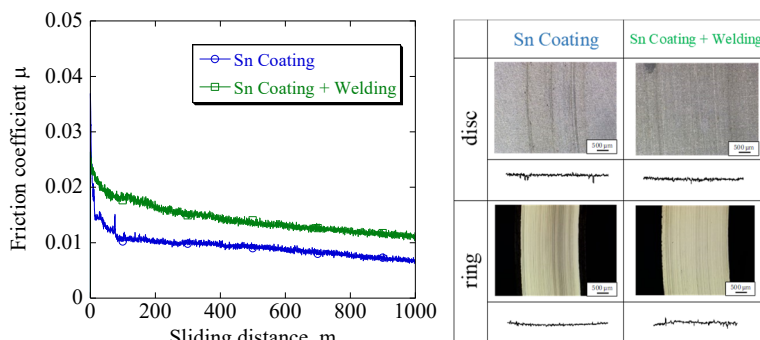 0.05
0.04
0.03
0.02
0.01
0
Friction coefficient μ
Sn Coating
Sn Coating + Welding
0 200 400 600 800 1000
Sliding distance, m
Sn Coating Sn Coating + Welding
disc
500 μm 500 μm
ring
500 μm 500 μm